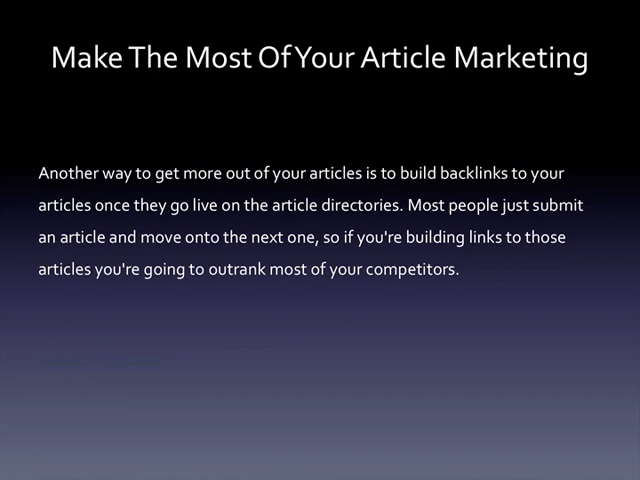 Make The Most Of Your Article Marketing
Another way to get more out of your articles is to build backlinks to your
articles once they go live on the article directories. Most people just submit
an article and move onto the next one, so if you're building links to those
articles you're going to outrank most of your competitors.